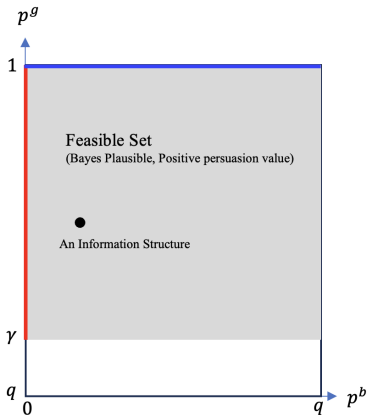 p^g
1
Feasible Set
(Bayes Plausible, Positive persuasion value)
An Information Structure
γ
q
0
q
p^b